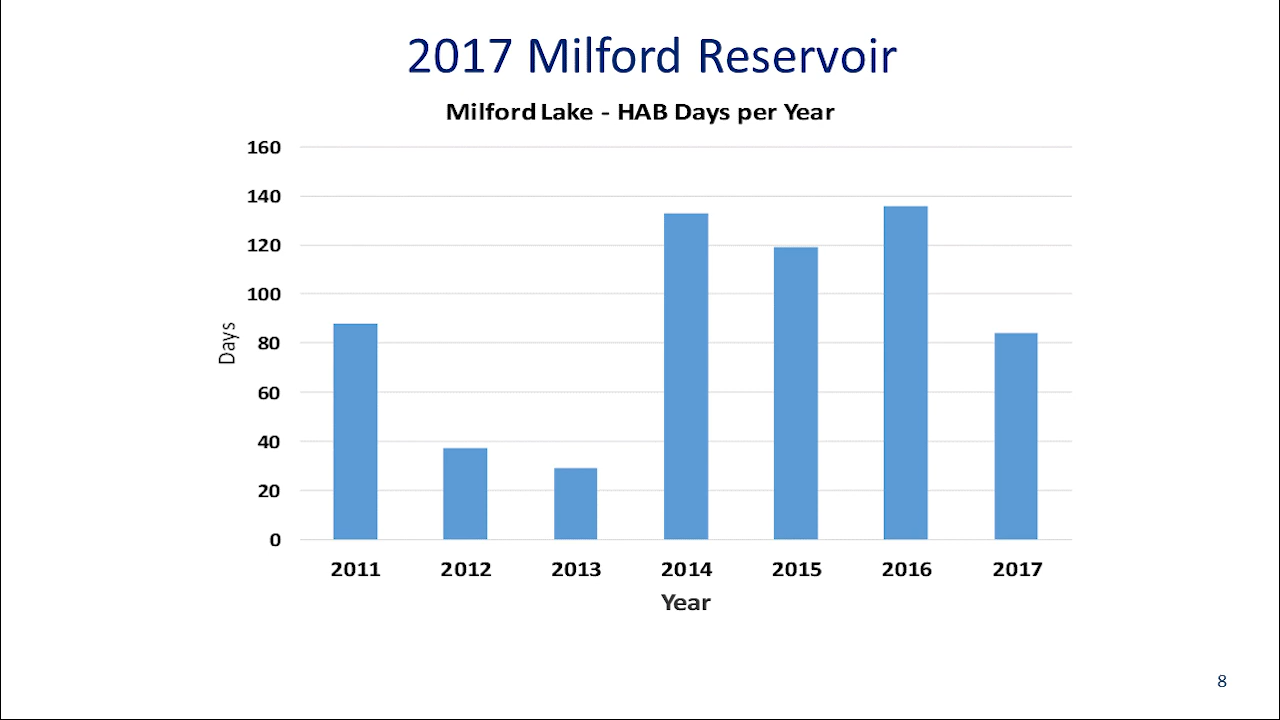 2017 Milford Reservoir
Milford Lake - HAB Days per Year
160
140
120
100
80
60
40
20
0
Days
2011 2012 2013 2014 2015 2016 2017
Year
8